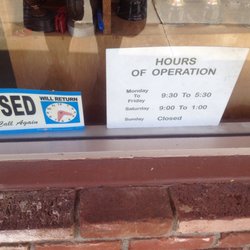 HOURS
OF OPERATION
Monday
To
Friday
9:30 To 5:30
Saturday 9:00 To 1:00
Sunday Closed
SED
WILL RETURN
Call Again